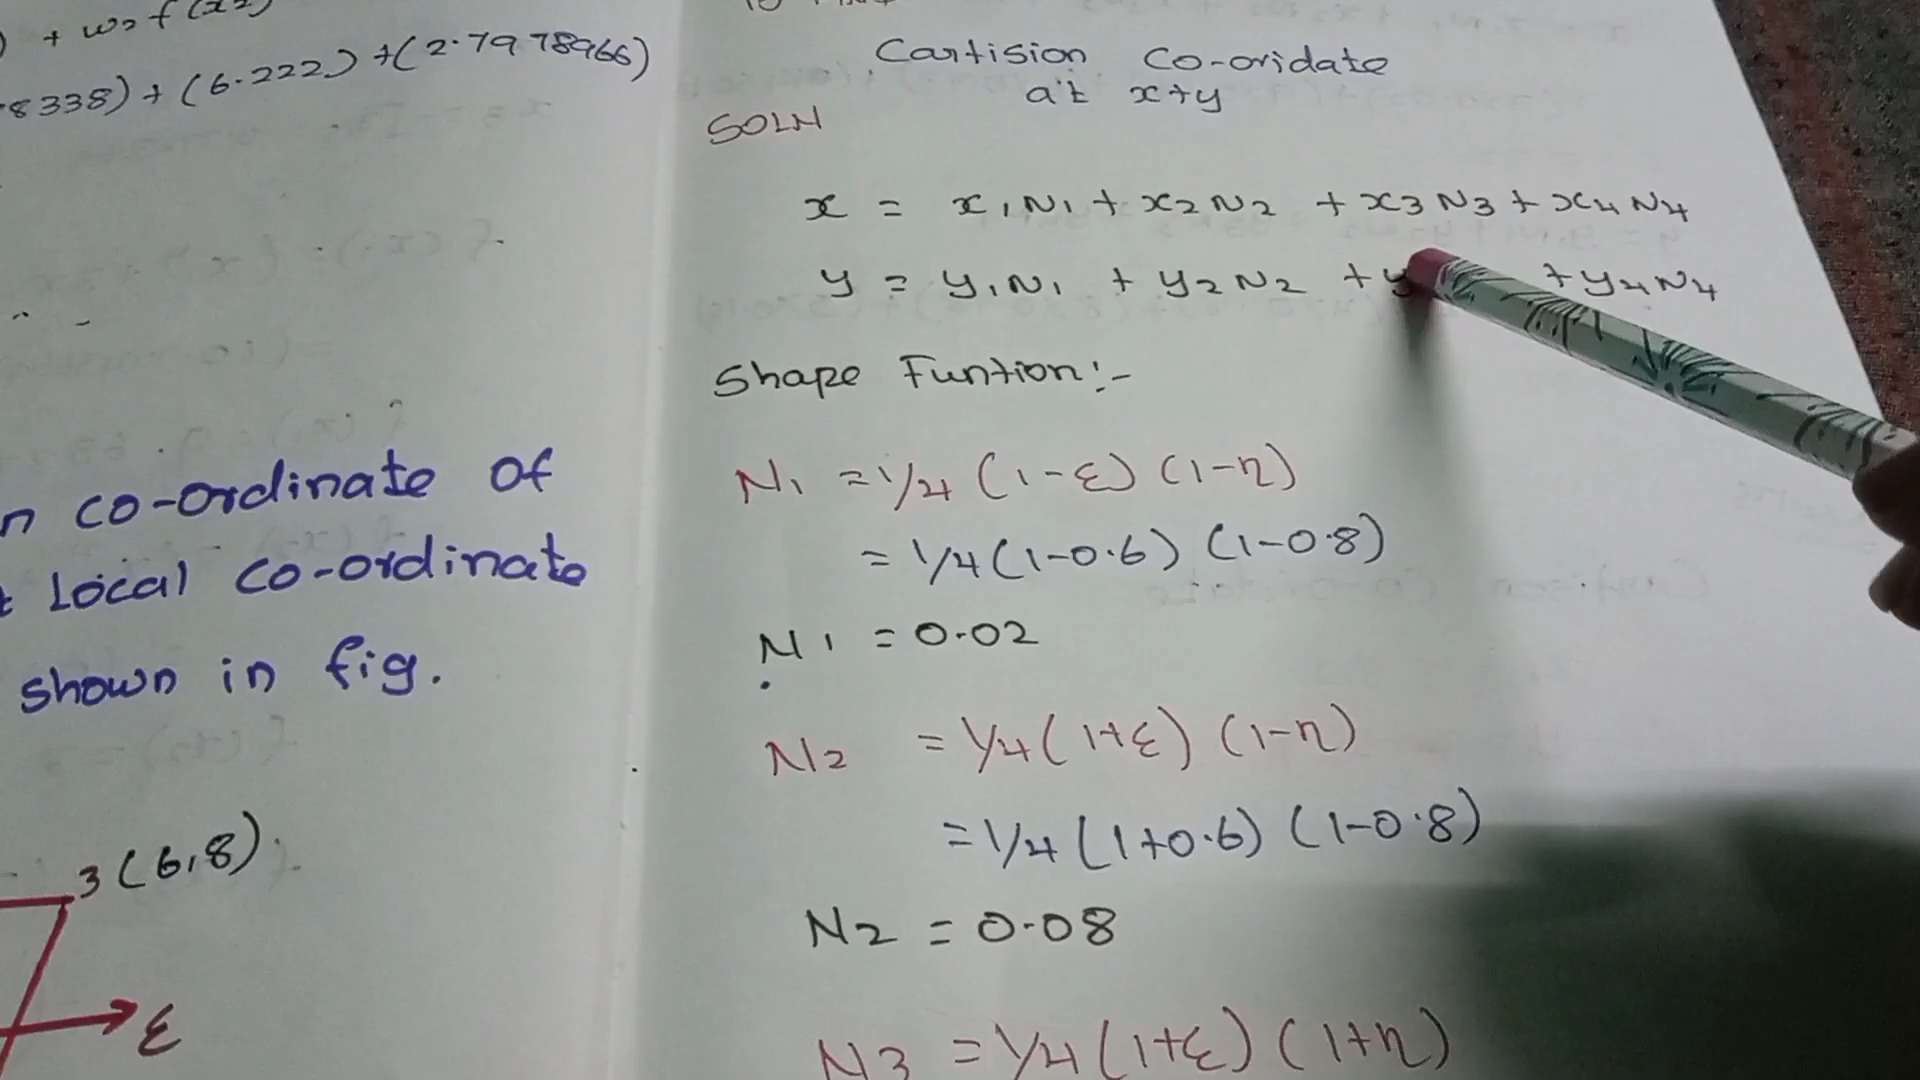 + w2 f(x2)
8338) + (6.222) + (2.7978966)
co-ordinate of
Local co-ordinate
shown in fig.
3 (6,8)
ε
Cartision Co-oridate
at x+y
SOLN
x = x1N1 + x2N2 + x3N3 + x4N4
y = y1N1 + y2N2 + y + y4N4
Shape Funtion:-
N1 = 1/4 (1-ε) (1-η)
= 1/4 (1-0.6) (1-0.8)
N1 = 0.02
N2 = 1/4 (1+ε) (1-η)
= 1/4 (1+0.6) (1-0.8)
N2 = 0.08
N3 = 1/4 (1+ε) (1+η)